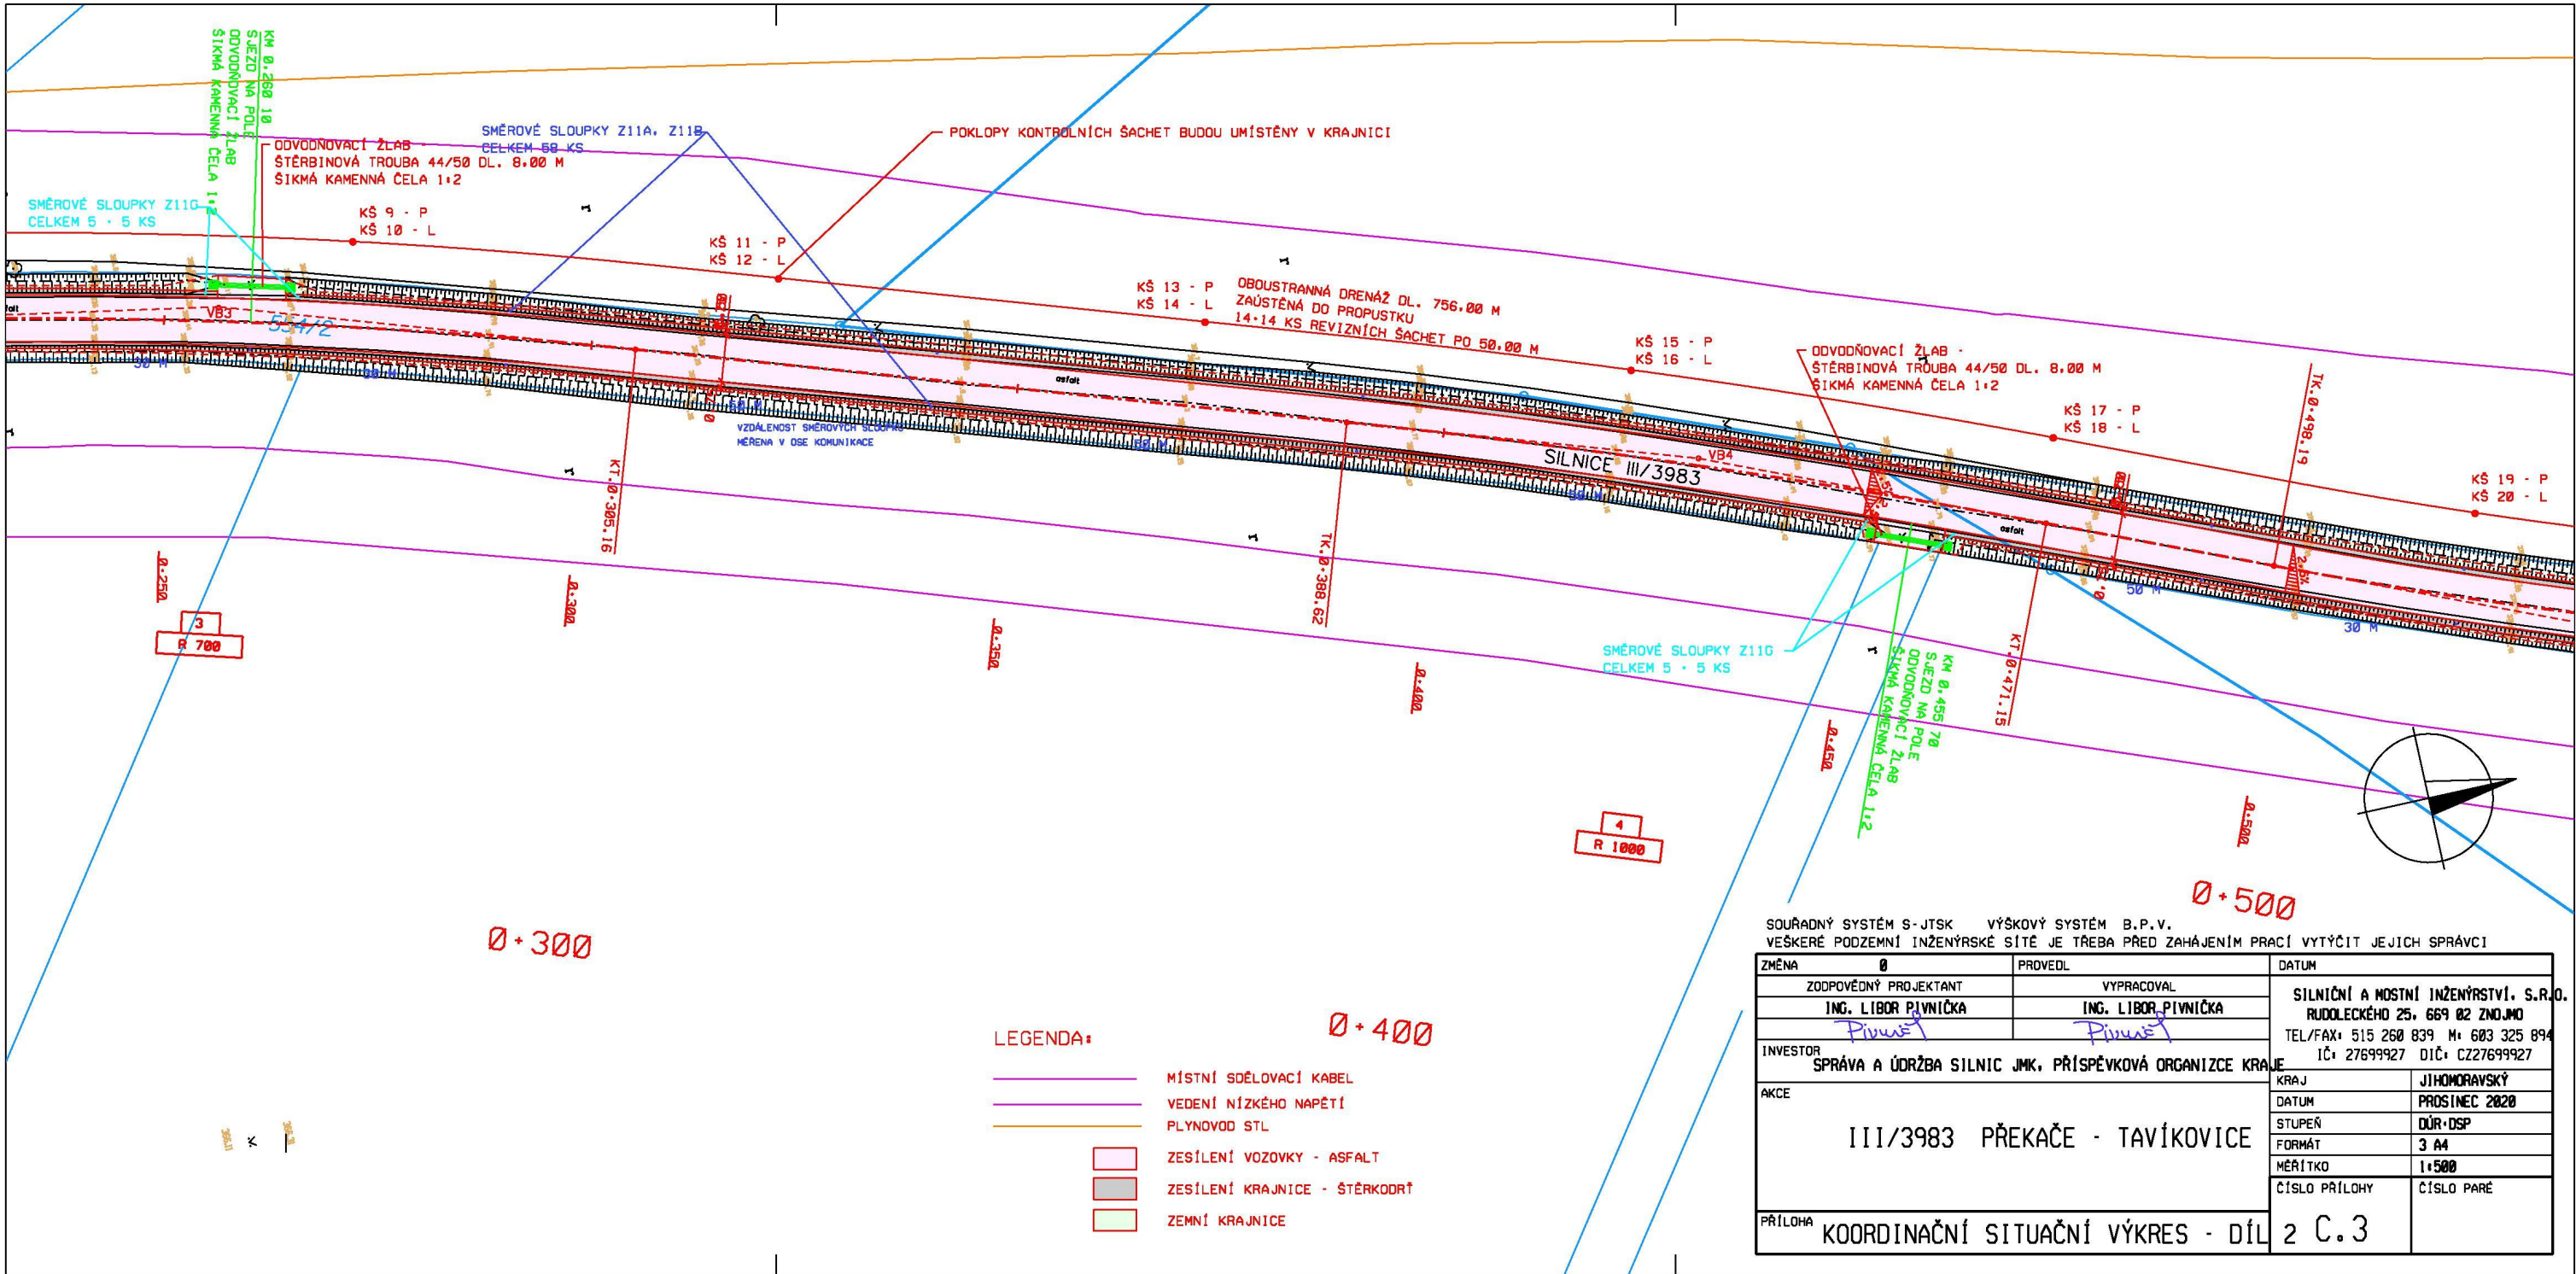 KM 0,260 10
SJEZD NA POLE
ODVODŇOVACÍ ŽLAB
ŠIKMÁ KAMENNÁ ČELA 1:2
ODVODŇOVACÍ ŽLAB -
ŠTĚRBINOVÁ TROUBA 44/50 DL. 8,00 M
ŠIKMÁ KAMENNÁ ČELA 1:2
SMĚROVÉ SLOUPKY Z11A, Z11B
CELKEM 58 KS
POKLOPY KONTROLNÍCH ŠACHET BUDOU UMÍSTĚNY V KRAJNICI
SMĚROVÉ SLOUPKY Z11G
CELKEM 5 + 5 KS
KŠ 9 - P
KŠ 10 - L
KŠ 11 - P
KŠ 12 - L
KŠ 13 - P
KŠ 14 - L
OBOUSTRANNÁ DRENÁŽ DL. 756,00 M
ZAÚSTĚNÁ DO PROPUSTKU
14+14 KS REVIZNÍCH ŠACHET PO 50,00 M
KŠ 15 - P
KŠ 16 - L
ODVODŇOVACÍ ŽLAB -
ŠTĚRBINOVÁ TROUBA 44/50 DL. 8,00 M
ŠIKMÁ KAMENNÁ ČELA 1:2
KŠ 17 - P
KŠ 18 - L
TK.0+498.19
KŠ 19 - P
KŠ 20 - L
VB3
554/2
30 M
asfalt
VZDÁLENOST SMĚROVÝCH SLOUPKŮ
MĚŘENA V OSE KOMUNIKACE
50 M
SILNICE III/3983
VB4
50 M
asfalt
2.5%
50 M
30 M
KT.0+305.16
TK.0+388.62
KT.0+471.15
0+250
0+300
0+350
0+400
0+450
0+500
3
R 700
4
R 1000
SMĚROVÉ SLOUPKY Z11G
CELKEM 5 + 5 KS
KM 0,455 70
SJEZD NA POLE
ODVODŇOVACÍ ŽLAB
ŠIKMÁ KAMENNÁ ČELA 1:2
0+300
0+400
0+500
LEGENDA:
MÍSTNÍ SDĚLOVACÍ KABEL
VEDENÍ NÍZKÉHO NAPĚTÍ
PLYNOVOD STL
ZESÍLENÍ VOZOVKY - ASFALT
ZESÍLENÍ KRAJNICE - ŠTĚRKODRŤ
ZEMNÍ KRAJNICE
SOUŘADNÝ SYSTÉM S-JTSK VÝŠKOVÝ SYSTÉM B.P.V.
VEŠKERÉ PODZEMNÍ INŽENÝRSKÉ SÍTĚ JE TŘEBA PŘED ZAHÁJENÍM PRACÍ VYTÝČIT JEJICH SPRÁVCI
ZMĚNA 0 PROVEDL DATUM
ZODPOVĚDNÝ PROJEKTANT VYPRACOVAL
ING. LIBOR PIVNIČKA ING. LIBOR PIVNIČKA
SILNIČNÍ A MOSTNÍ INŽENÝRSTVÍ, S.R.O.
RUDOLECKÉHO 25, 669 02 ZNOJMO
TEL/FAX: 515 260 839 M: 603 325 894
IČ: 27699927 DIČ: CZ27699927
INVESTOR
SPRÁVA A ÚDRŽBA SILNIC JMK, PŘÍSPĚVKOVÁ ORGANIZCE KRAJE
AKCE
III/3983 PŘEKAČE - TAVÍKOVICE
KRAJ JIHOMORAVSKÝ
DATUM PROSINEC 2020
STUPEŇ DÚR+DSP
FORMÁT 3 A4
MĚŘÍTKO 1:500
ČÍSLO PŘÍLOHY ČÍSLO PARÉ
PŘÍLOHA
KOORDINAČNÍ SITUAČNÍ VÝKRES - DÍL 2 C.3